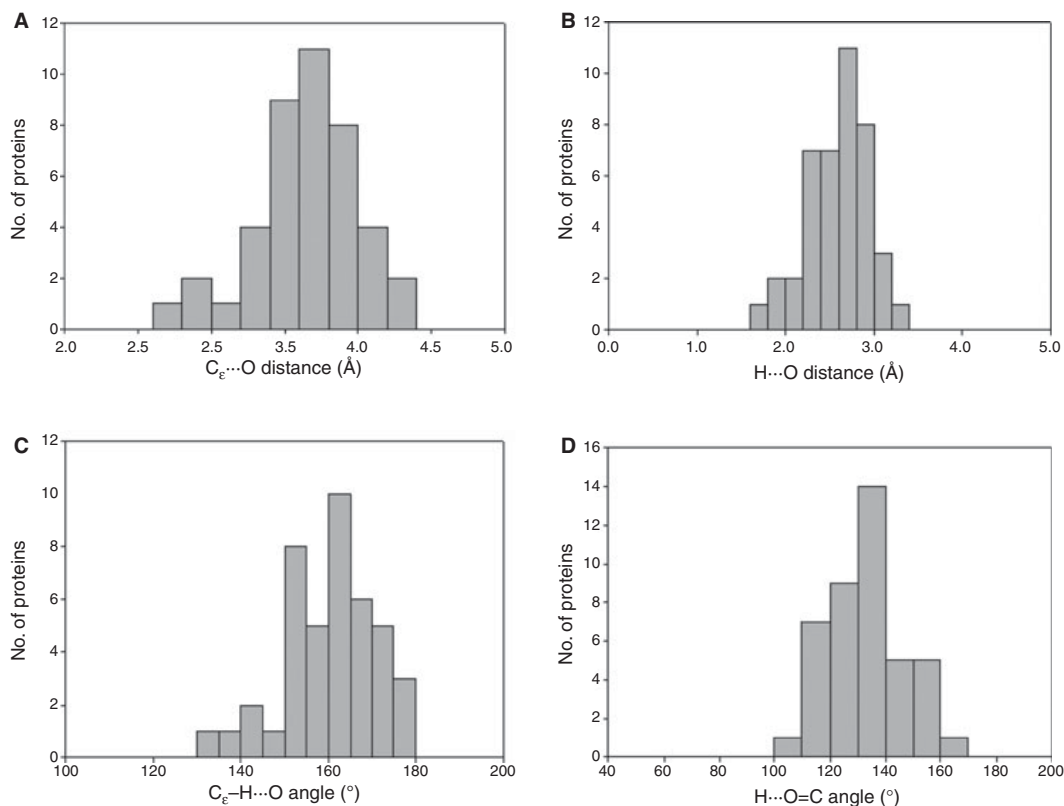 A
12
10
8
6
4
2
0
No. of proteins
2.0 2.5 2.5 3.5 4.0 4.5 5.0
Cε···O distance (Å)
B
12
10
8
6
4
2
0
No. of proteins
0.0 1.0 2.0 3.0 4.0 5.0
H···O distance (Å)
C
12
10
8
6
4
2
0
No. of proteins
100 120 140 160 180 200
Cε–H···O angle (°)
D
16
14
12
10
8
6
4
2
0
No. of proteins
40 60 80 100 120 140 160 180 200
H···O=C angle (°)